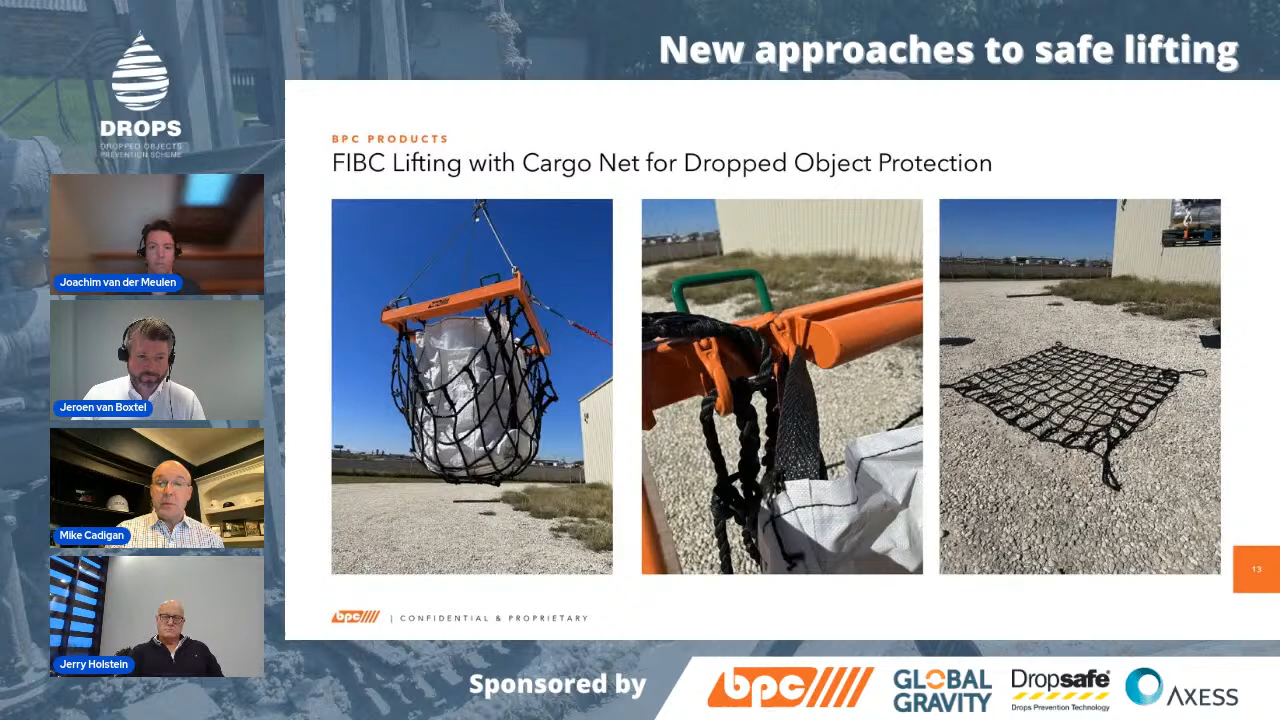 New approaches to safe lifting
DROPS
DROPPED OBJECTS
PREVENTION SCHEME
BPC PRODUCTS
FIBC Lifting with Cargo Net for Dropped Object Protection
Joachim van der Meulen
Jeroen van Boxtel
Mike Cadigan
Jerry Holstein
13
bpc | CONFIDENTIAL & PROPRIETARY
Sponsored by
bpc
GLOBAL
GRAVITY
Dropsafe®
Drops Prevention Technology
AXESS